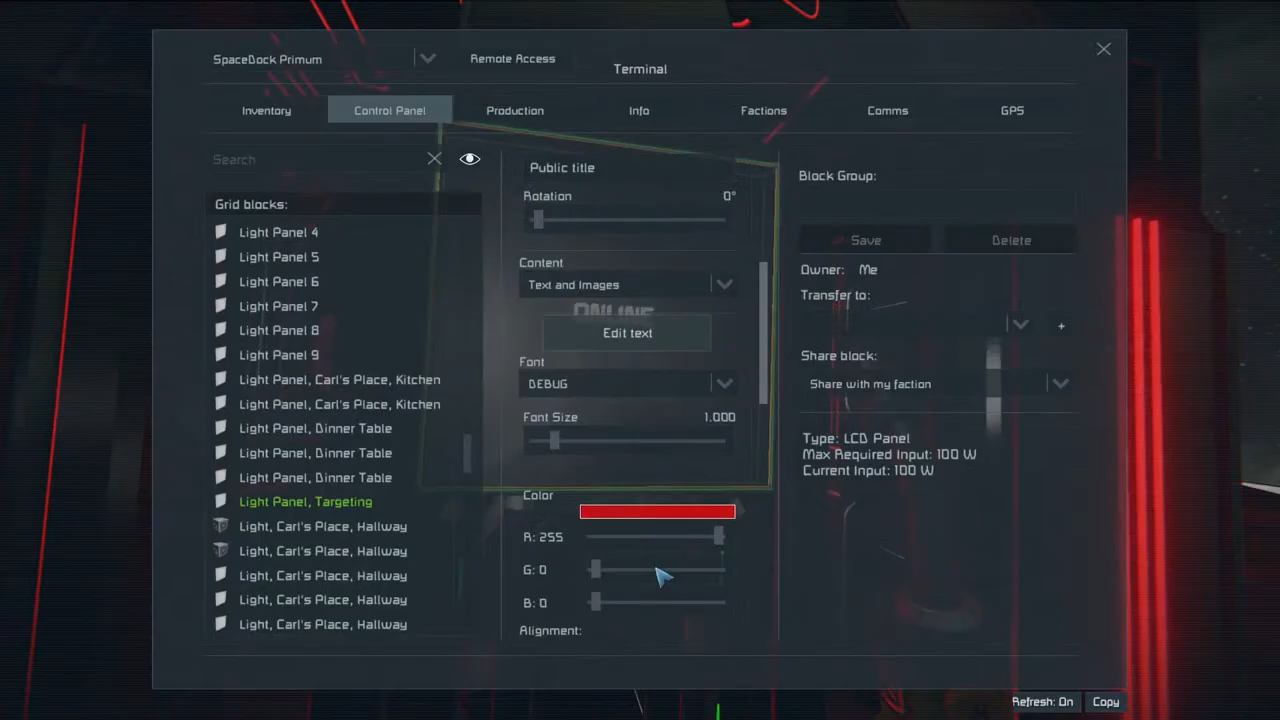 SpaceDock Primum
Remote Access
Terminal
Inventory
Control Panel
Production
Info
Factions
Comms
GPS
Search
Grid blocks:
Light Panel 4
Light Panel 5
Light Panel 6
Light Panel 7
Light Panel 8
Light Panel 9
Light Panel, Carl's Place, Kitchen
Light Panel, Carl's Place, Kitchen
Light Panel, Dinner Table
Light Panel, Dinner Table
Light Panel, Dinner Table
Light Panel, Targeting
Light, Carl's Place, Hallway
Light, Carl's Place, Hallway
Light, Carl's Place, Hallway
Light, Carl's Place, Hallway
Light, Carl's Place, Hallway
Public title
Rotation 0°
Content
Text and Images
ONLINE
Edit text
Font
DEBUG
Font Size 1.000
Color
R: 255
G: 0
B: 0
Alignment:
Block Group:
Save
Delete
Owner: Me
Transfer to:
+
Share block:
Share with my faction
Type: LCD Panel
Max Required Input: 100 W
Current Input: 100 W
Refresh: On
Copy